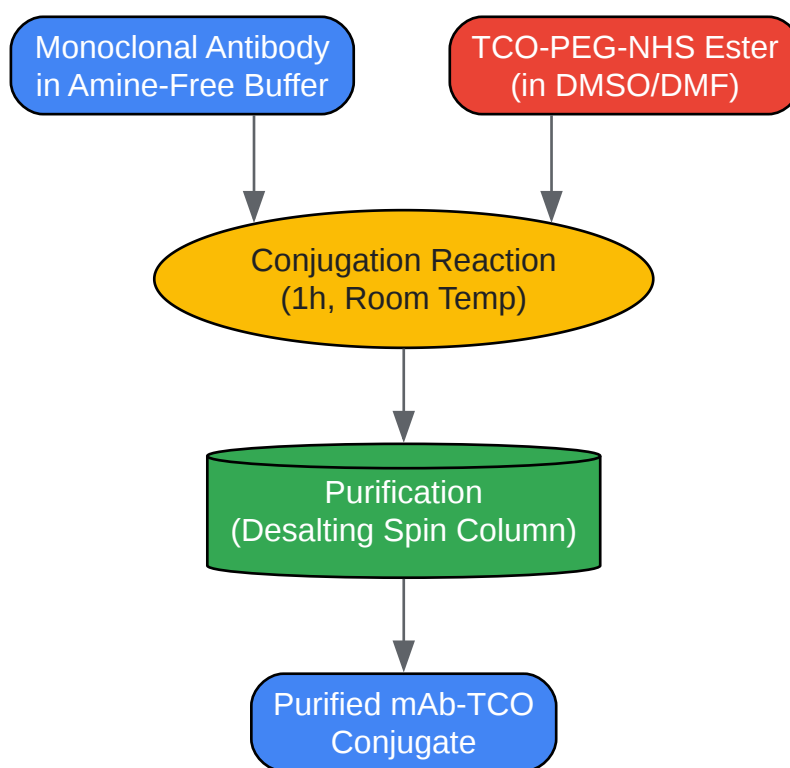 Monoclonal Antibody
in Amine-Free Buffer
TCO-PEG-NHS Ester
(in DMSO/DMF)
Conjugation Reaction
(1h, Room Temp)
Purification
(Desalting Spin Column)
Purified mAb-TCO
Conjugate